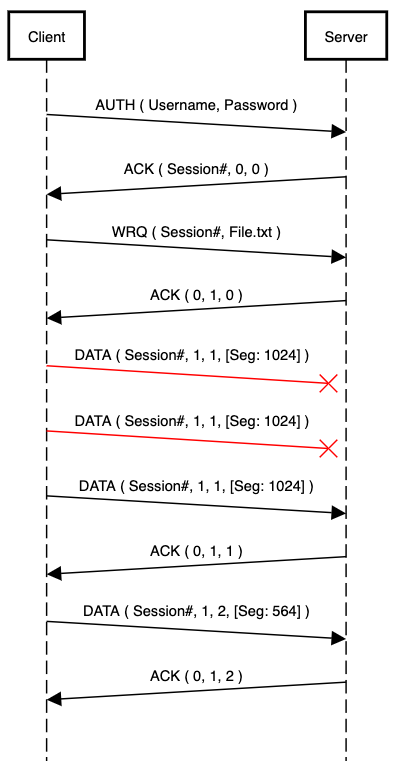 Client
Server
AUTH ( Username, Password )
ACK ( Session#, 0, 0 )
WRQ ( Session#, File.txt )
ACK ( 0, 1, 0 )
DATA ( Session#, 1, 1, [Seg: 1024] )
DATA ( Session#, 1, 1, [Seg: 1024] )
DATA ( Session#, 1, 1, [Seg: 1024] )
ACK ( 0, 1, 1 )
DATA ( Session#, 1, 2, [Seg: 564] )
ACK ( 0, 1, 2 )